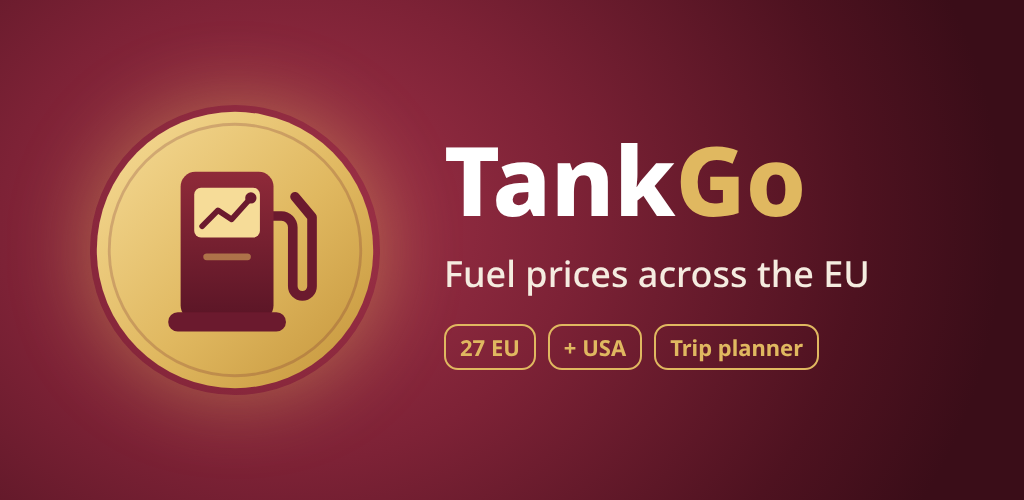 TankGo
Fuel prices across the EU
27 EU
+ USA
Trip planner